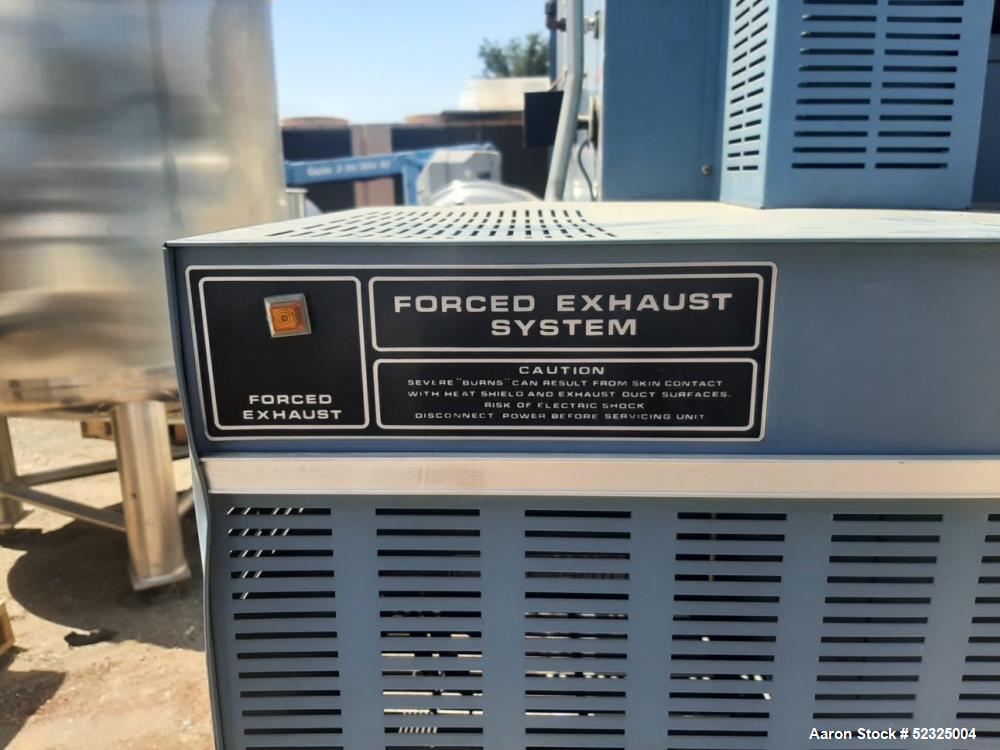 FORCED EXHAUST
SYSTEM
CAUTION
SEVERE "BURNS" CAN RESULT FROM SKIN CONTACT
WITH HEAT SHIELD AND EXHAUST DUCT SURFACES.
RISK OF ELECTRIC SHOCK
DISCONNECT POWER BEFORE SERVICING UNIT
FORCED
EXHAUST
Aaron Stock # 52325004